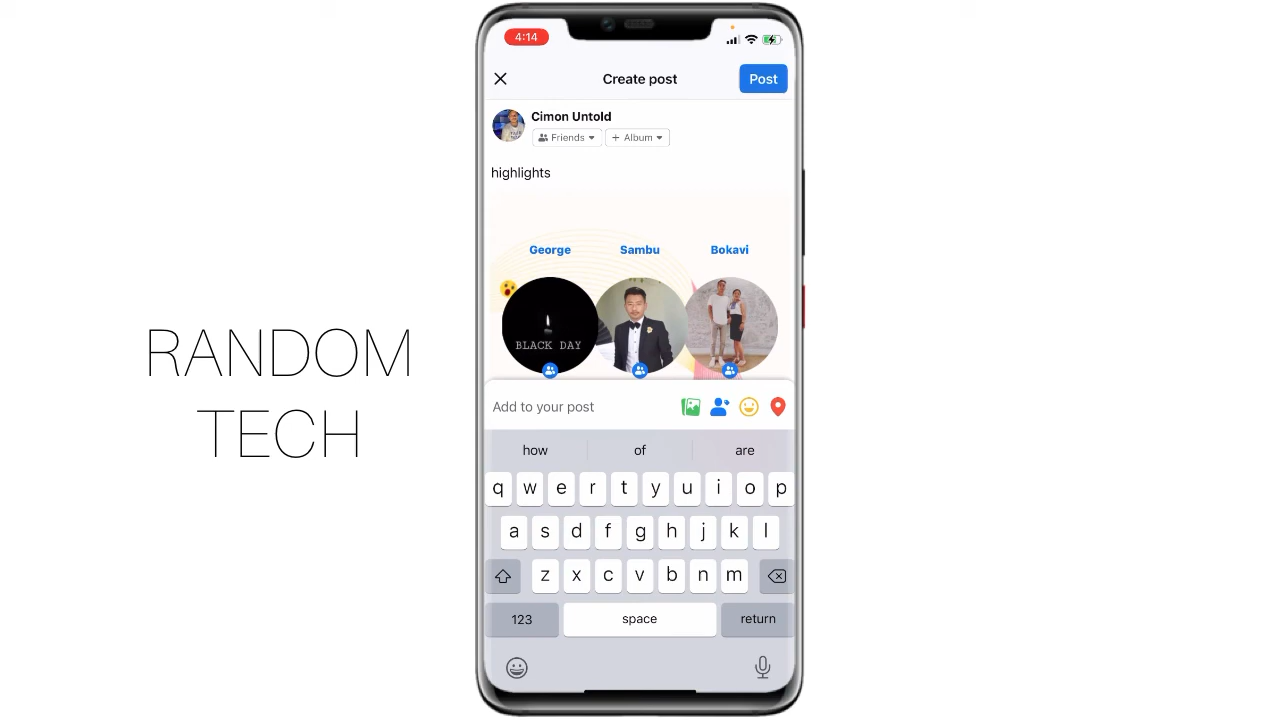 4:14
Create post
Post
Cimon Untold
Friends
+ Album
highlights
George Sambu Bokavi
BLACK DAY
RANDOM
TECH
Add to your post
how of are
q w e r t y u i o p
a s d f g h j k l
z x c v b n m
123 space return